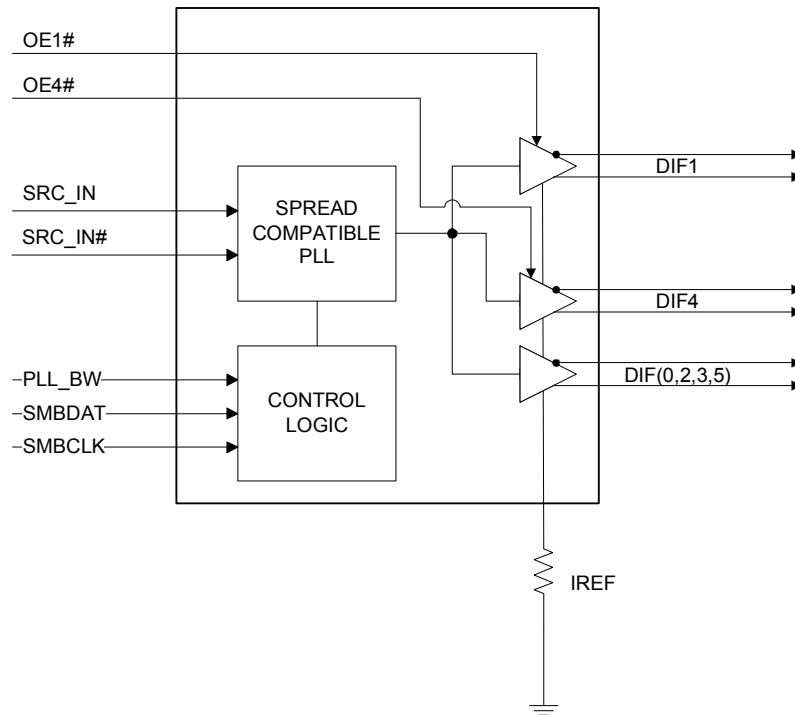 OE1#
OE4#
SRC_IN
SRC_IN#
SPREAD
COMPATIBLE
PLL
DIF1
DIF4
DIF(0,2,3,5)
PLL_BW
SMBDAT
SMBCLK
CONTROL
LOGIC
IREF